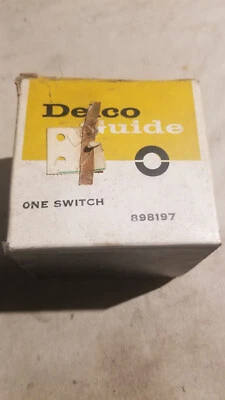 Delco
Guide
ONE SWITCH
898197